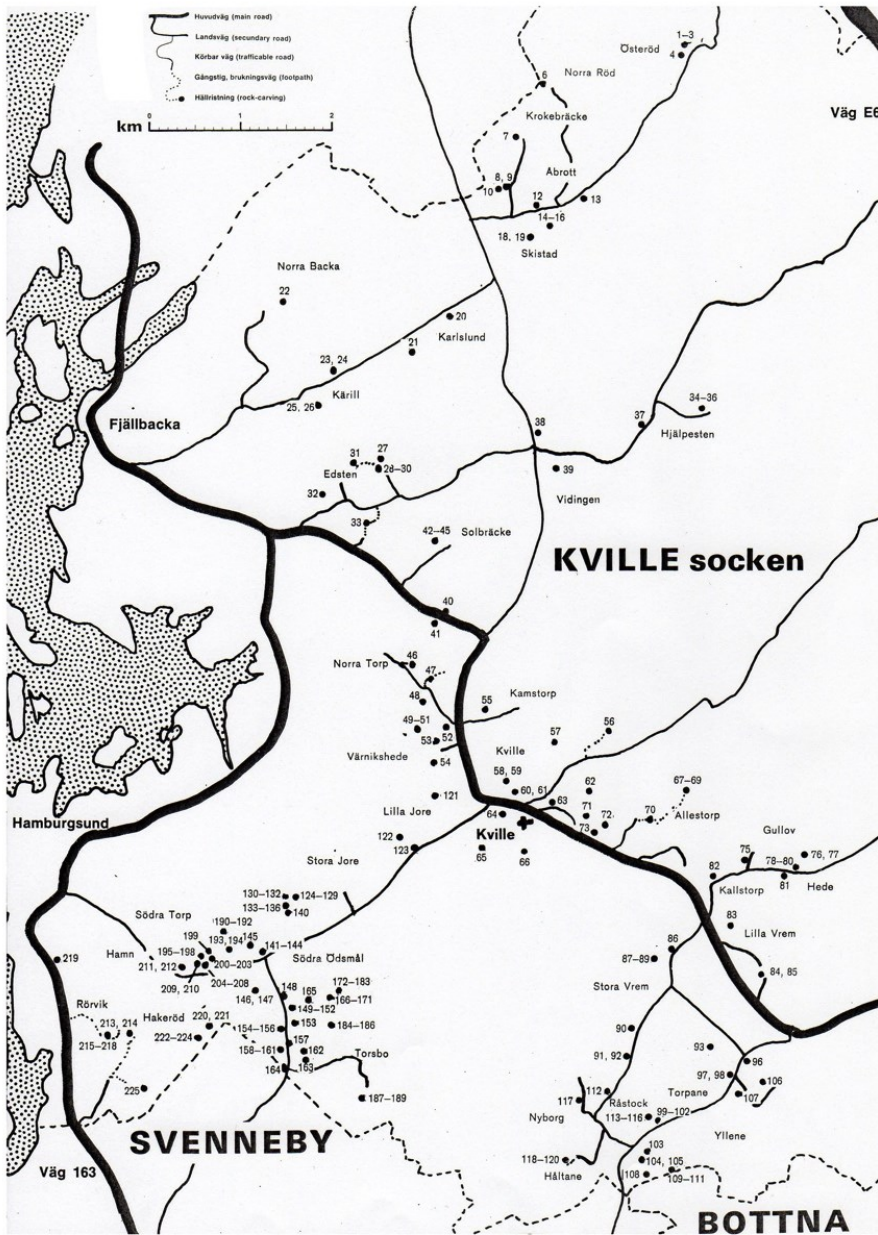 Huvudväg (main road)
Landsväg (secundary road)
Körbar väg (trafficable road)
Gångstig, brukningsväg (footpath)
Hällristning (rock-carving)
km
0 1 2
1–3
Österöd
4
6
Norra Röd
Väg E6
Krokebräcke
7
Åbrott
8, 9
10
12
13
14–16
18, 19
Skistad
Norra Backa
22
20
Karlslund
21
23, 24
Kärill
25, 26
Fjällbacka
34–36
37
Hjälpesten
38
39
Vidingen
31
27
28–30
Edsten
32
33
42–45
Solbräcke
KVILLE socken
40
41
46
Norra Torp
47
48
55
Kamstorp
49–51
52
53
56
57
Kville
Värnikshede
54
58, 59
60, 61
62
67–69
121
63
71
72
70
Allestorp
Lilla Jore
64
Kville
73
Hamburgsund
122
123
65
66
Gullov
75
76, 77
78–80
82
81
Hede
Kallstorp
Stora Jore
130–132
124–129
133–136
140
83
Lilla Vrem
Södra Torp
190–192
199
193, 194
145
141–144
86
87–89
84, 85
219
Hamn
195–198
211, 212
200–203
209, 210
204–208
Södra Ödsmål
Stora Vrem
146, 147
148
165
172–183
166–171
149–152
Rörvik
213, 214
215–218
Hakeröd
220, 221
222–224
154–156
153
184–186
157
158–161
162
163
164
Torsbo
90
91, 92
93
96
97, 98
106
107
225
187–189
112
117
Råstock
Torpane
Nyborg
113–116
99–102
Yllene
SVENNEBY
103
104, 105
108
109–111
118–120
Håltane
Väg 163
BOTTNA